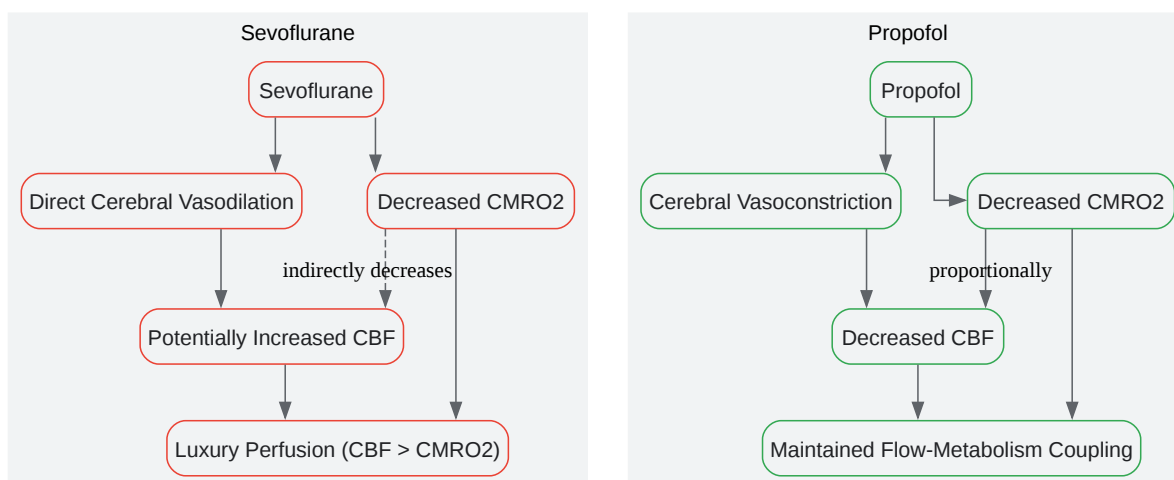 Sevoflurane
Sevoflurane
Direct Cerebral Vasodilation
Decreased CMRO2
indirectly decreases
Potentially Increased CBF
Luxury Perfusion (CBF > CMRO2)
Propofol
Propofol
Cerebral Vasoconstriction
Decreased CMRO2
proportionally
Decreased CBF
Maintained Flow-Metabolism Coupling